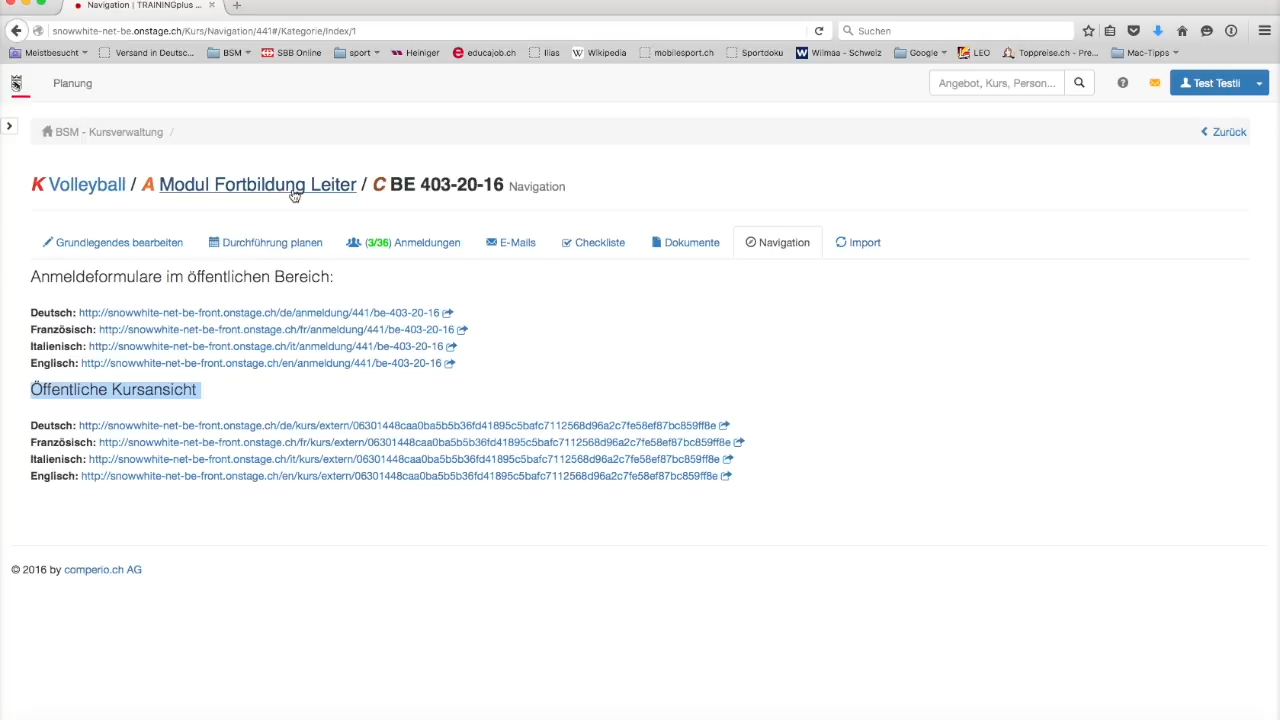 Navigation | TRAININGplus ...
snowwhite-net-be.onstage.ch/Kurs/Navigation/441#/Kategorie/Index/1
Suchen
Meistbesucht Versand in Deutsc... BSM SBB Online sport Heiniger educajob.ch Ilias Wikipedia mobilesport.ch Sportdoku Wilmaa - Schweiz Google LEO Toppreise.ch - Pre... Mac-Tipps
Planung
Angebot, Kurs, Person...
Test Testli
BSM - Kursverwaltung /
Zurück
K Volleyball / A Modul Fortbildung Leiter / C BE 403-20-16 Navigation
Grundlegendes bearbeiten Durchführung planen (3/36) Anmeldungen E-Mails Checkliste Dokumente Navigation Import
Anmeldeformulare im öffentlichen Bereich:
Deutsch: http://snowwhite-net-be-front.onstage.ch/de/anmeldung/441/be-403-20-16
Französisch: http://snowwhite-net-be-front.onstage.ch/fr/anmeldung/441/be-403-20-16
Italienisch: http://snowwhite-net-be-front.onstage.ch/it/anmeldung/441/be-403-20-16
Englisch: http://snowwhite-net-be-front.onstage.ch/en/anmeldung/441/be-403-20-16
Öffentliche Kursansicht
Deutsch: http://snowwhite-net-be-front.onstage.ch/de/kurs/extern/06301448caa0ba5b5b36fd41895c5bafc7112568d96a2c7fe58ef87bc859ff8e
Französisch: http://snowwhite-net-be-front.onstage.ch/fr/kurs/extern/06301448caa0ba5b5b36fd41895c5bafc7112568d96a2c7fe58ef87bc859ff8e
Italienisch: http://snowwhite-net-be-front.onstage.ch/it/kurs/extern/06301448caa0ba5b5b36fd41895c5bafc7112568d96a2c7fe58ef87bc859ff8e
Englisch: http://snowwhite-net-be-front.onstage.ch/en/kurs/extern/06301448caa0ba5b5b36fd41895c5bafc7112568d96a2c7fe58ef87bc859ff8e
© 2016 by comperio.ch AG